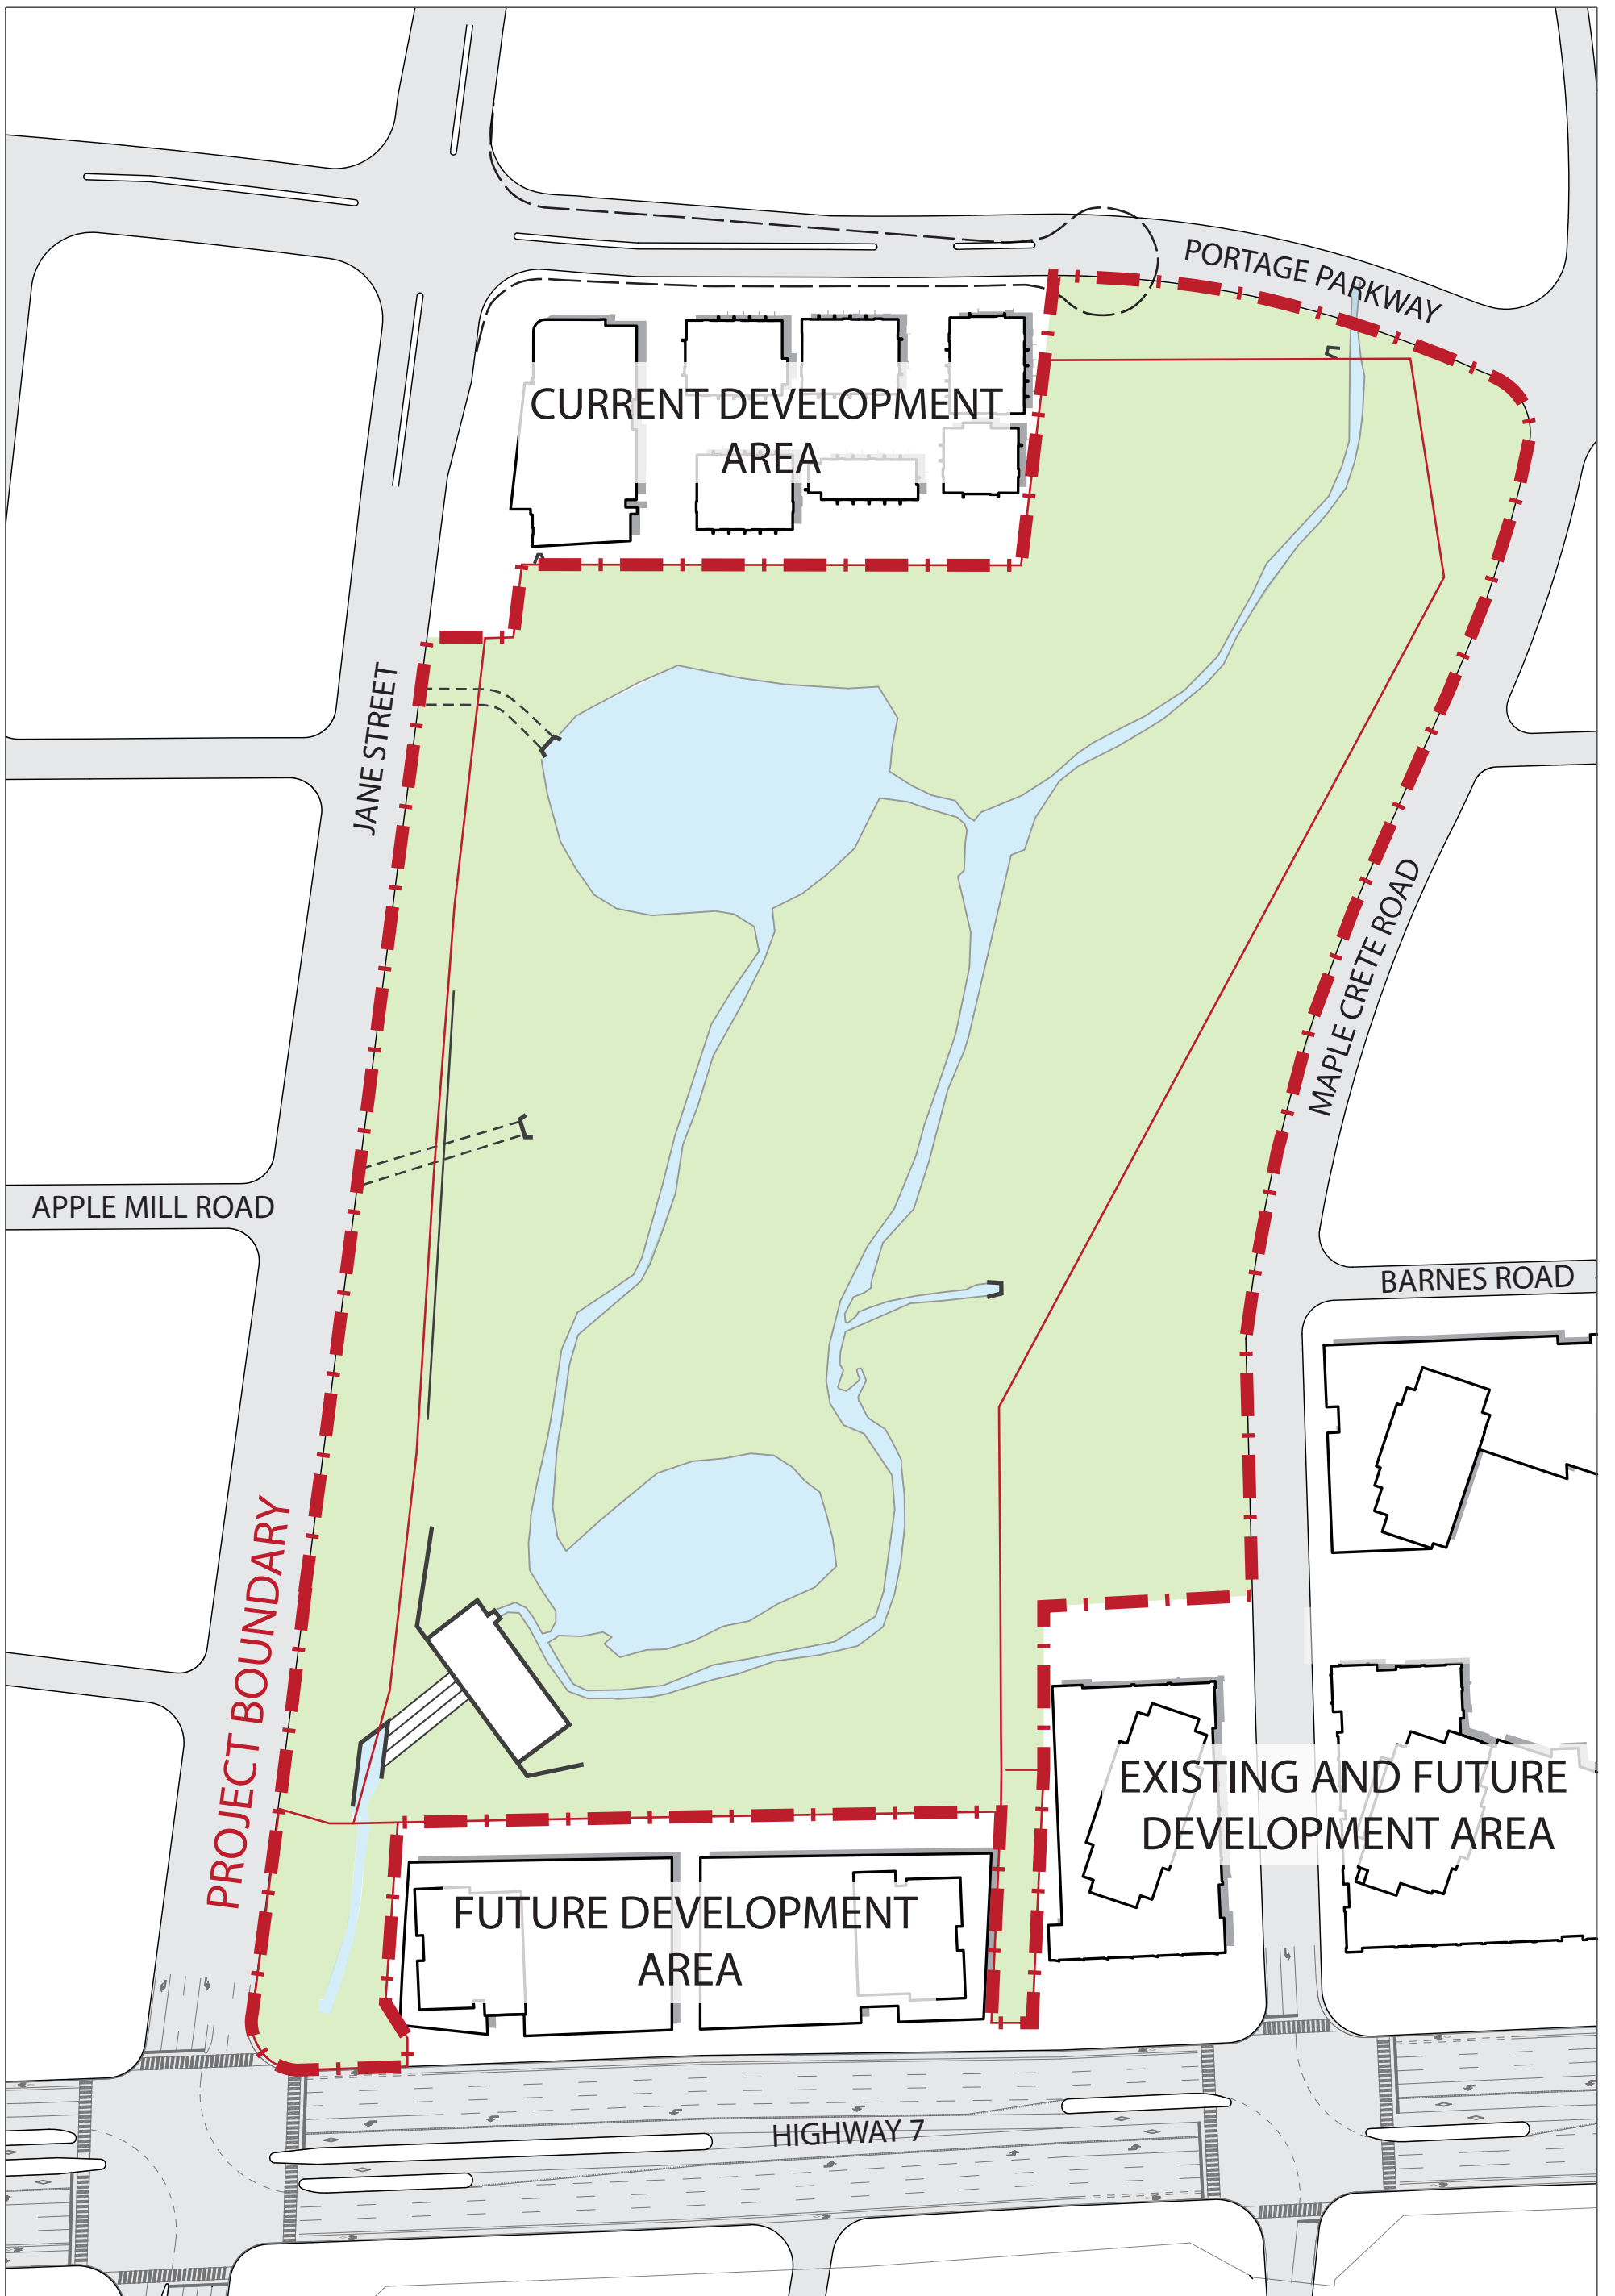 PORTAGE PARKWAY
CURRENT DEVELOPMENT
AREA
JANE STREET
MAPLE CRETE ROAD
APPLE MILL ROAD
BARNES ROAD
PROJECT BOUNDARY
EXISTING AND FUTURE
DEVELOPMENT AREA
FUTURE DEVELOPMENT
AREA
HIGHWAY 7